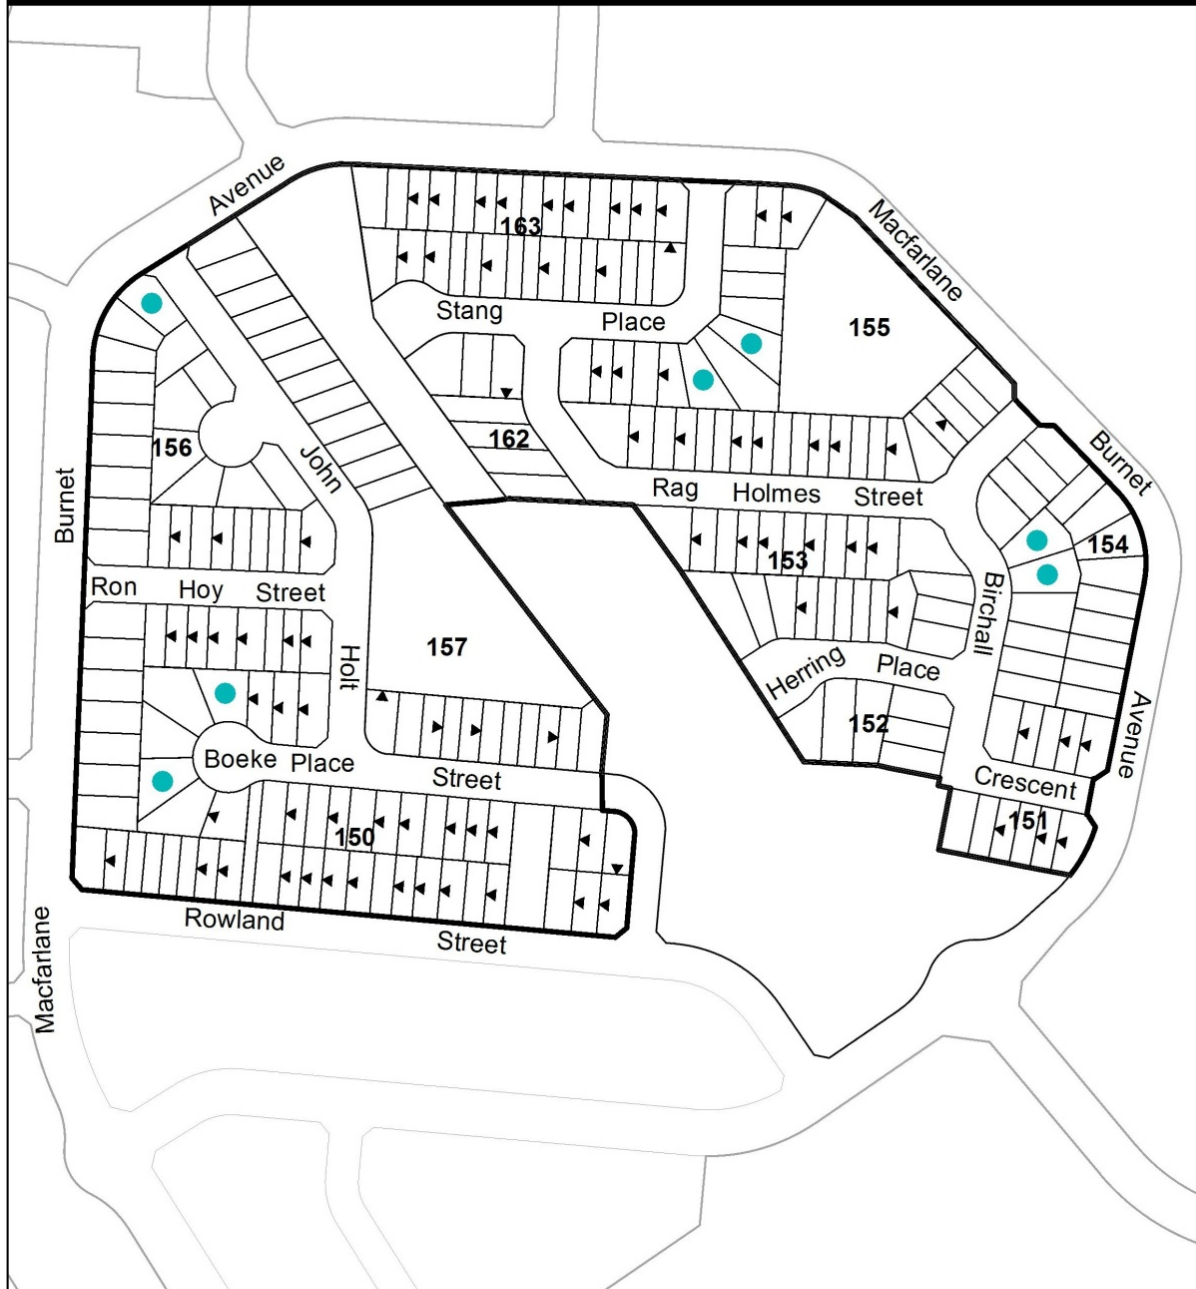 Avenue
Macfarlane
163
Stang Place
155
Burnet
156
162
John
Rag Holmes Street
Burnet
154
153
Birchall
Ron Hoy Street
157
Holt
Herring Place
152
Avenue
Boeke Place
Street
Crescent
151
150
Rowland
Street
Macfarlane